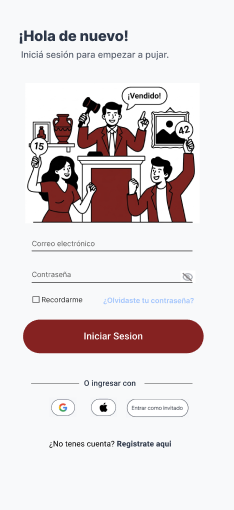 ¡Hola de nuevo!
Iniciá sesión para empezar a pujar.
¡Vendido!
15
42
Correo electrónico
Contraseña
Recordarme
¿Olvidaste tu contraseña?
Iniciar Sesion
O ingresar con
Entrar como invitado
¿No tenes cuenta? Registrate aquí